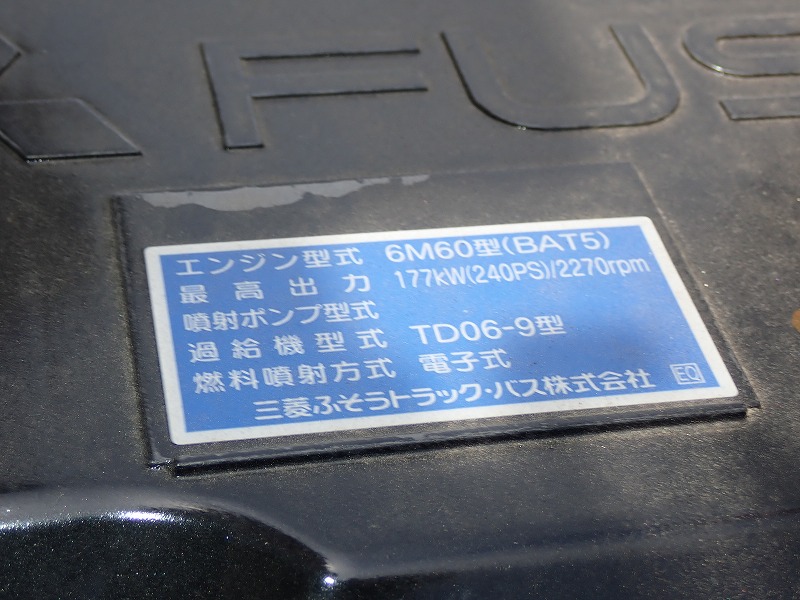 FUS
エンジン型式 6M60型(BAT5)
最高出力 177kW(240PS)/2270rpm
噴射ポンプ型式
過給機型式 TD06-9型
燃料噴射方式 電子式
三菱ふそうトラック・バス株式会社 EQ